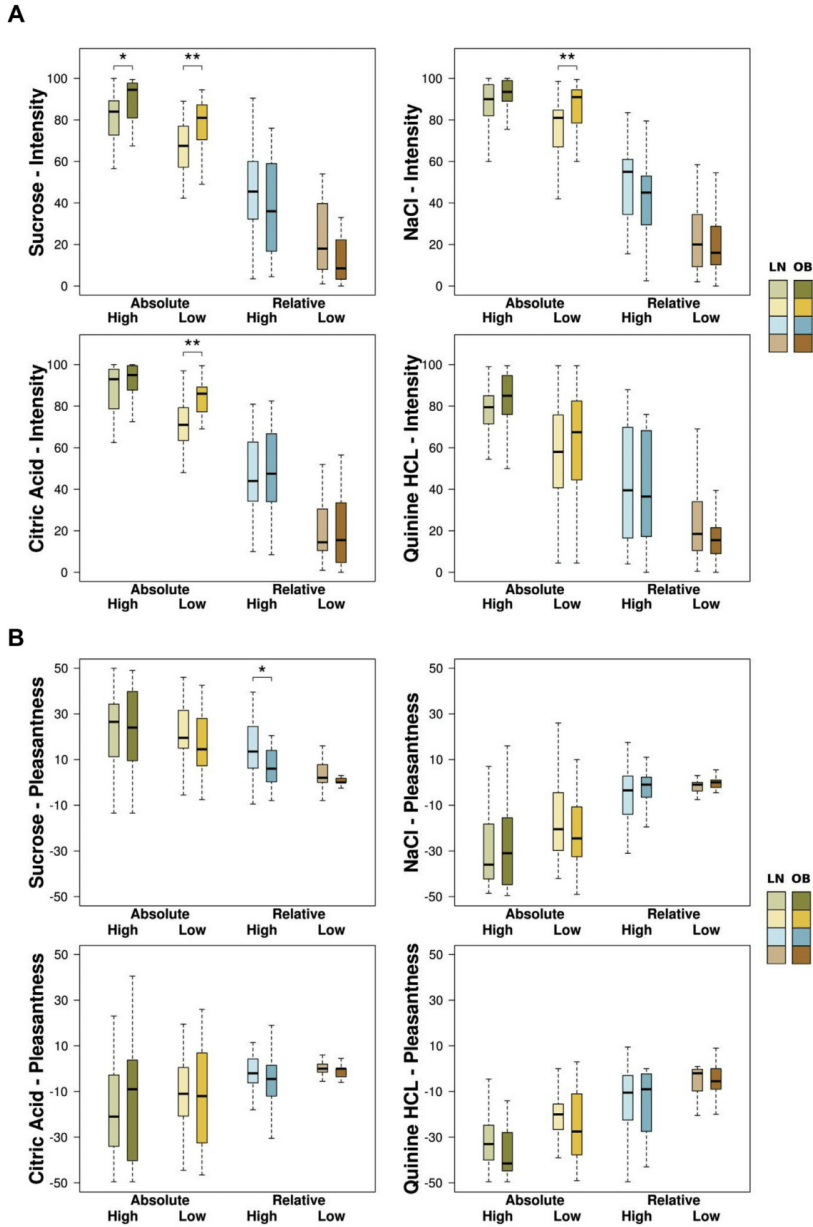 A
Sucrose - Intensity
100
80
60
40
20
0
* **
Absolute Relative
High Low High Low
NaCl - Intensity
100
80
60
40
20
0
**
Absolute Relative
High Low High Low
LN OB
Citric Acid - Intensity
100
80
60
40
20
0
**
Absolute Relative
High Low High Low
Quinine HCL - Intensity
100
80
60
40
20
0
Absolute Relative
High Low High Low
B
Sucrose - Pleasantness
50
30
10
-10
-30
-50
*
Absolute Relative
High Low High Low
NaCl - Pleasantness
50
30
10
-10
-30
-50
Absolute Relative
High Low High Low
LN OB
Citric Acid - Pleasantness
50
30
10
-10
-30
-50
Absolute Relative
High Low High Low
Quinine HCL - Pleasantness
50
30
10
-10
-30
-50
Absolute Relative
High Low High Low